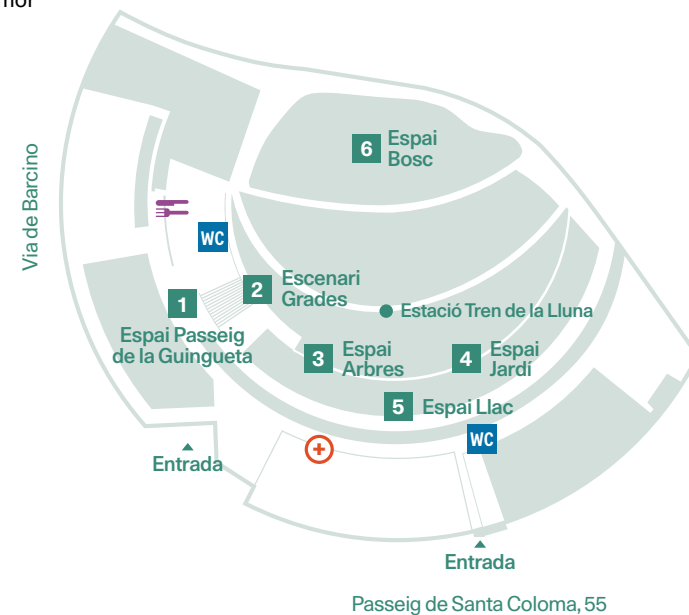 6
Espai
Bosc
Via de Barcino
WC
1
Espai Passeig
de la Guingueta
2
Escenari
Grades
Estació Tren de la Lluna
3
Espai
Arbres
4
Espai
Jardí
5
Espai Llac
WC
Entrada
Entrada
Passeig de Santa Coloma, 55